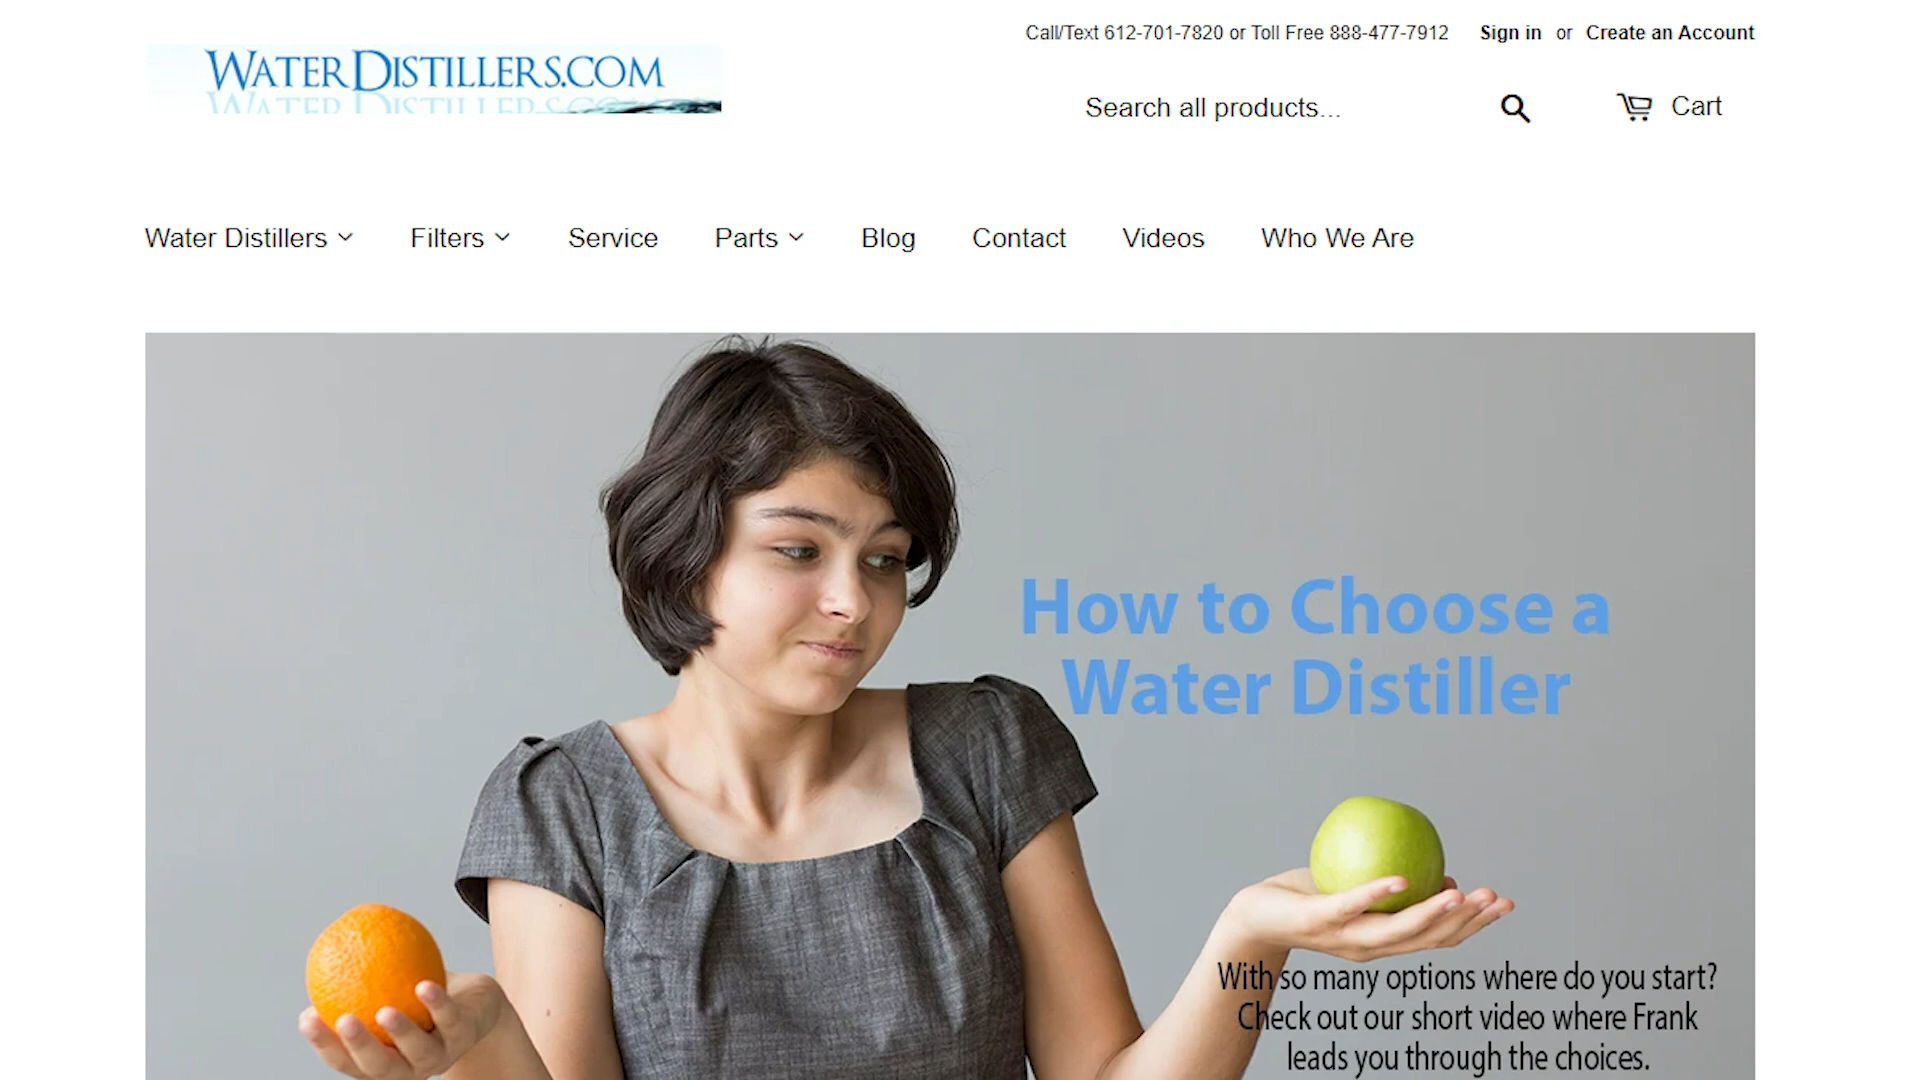 Call/Text 612-701-7820 or Toll Free 888-477-7912 Sign in or Create an Account
WATERDISTILLERS.COM
Search all products...
Cart
Water Distillers Filters Service Parts Blog Contact Videos Who We Are
How to Choose a
Water Distiller
With so many options where do you start?
Check out our short video where Frank
leads you through the choices.